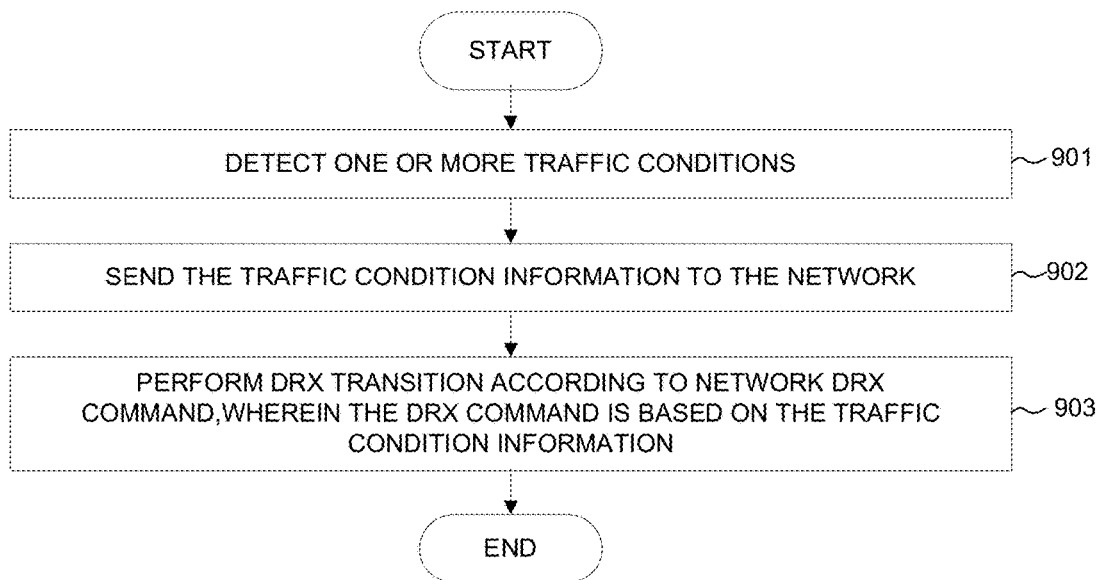 START
DETECT ONE OR MORE TRAFFIC CONDITIONS
901
SEND THE TRAFFIC CONDITION INFORMATION TO THE NETWORK
902
PERFORM DRX TRANSITION ACCORDING TO NETWORK DRX
COMMAND,WHEREIN THE DRX COMMAND IS BASED ON THE TRAFFIC
CONDITION INFORMATION
903
END